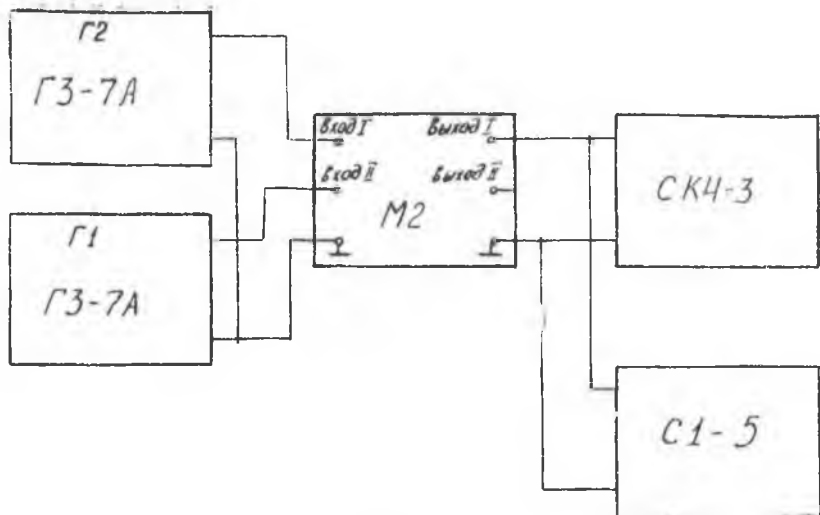 Г2
Г3-7А
Г1
Г3-7А
вход I
вход II
М2
выход I
выход II
СК4-3
С1-5